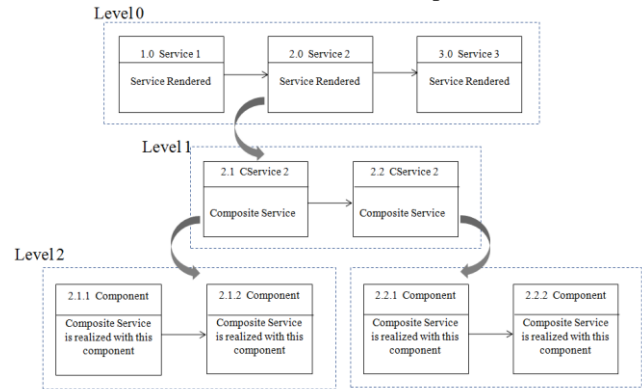 Level 0
1.0 Service 1
2.0 Service 2
3.0 Service 3
Service Rendered
Service Rendered
Service Rendered
Level 1
2.1 CService 2
2.2 CService 2
Composite Service
Composite Service
Level 2
2.1.1 Component
2.1.2 Component
2.2.1 Component
2.2.2 Component
Composite Service
is realized with this
component
Composite Service
is realized with this
component
Composite Service
is realized with this
component
Composite Service
is realized with this
component